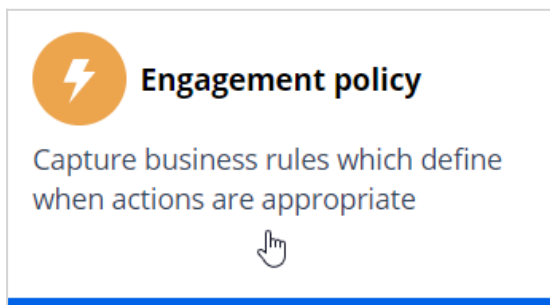 Engagement policy
Capture business rules which define
when actions are appropriate